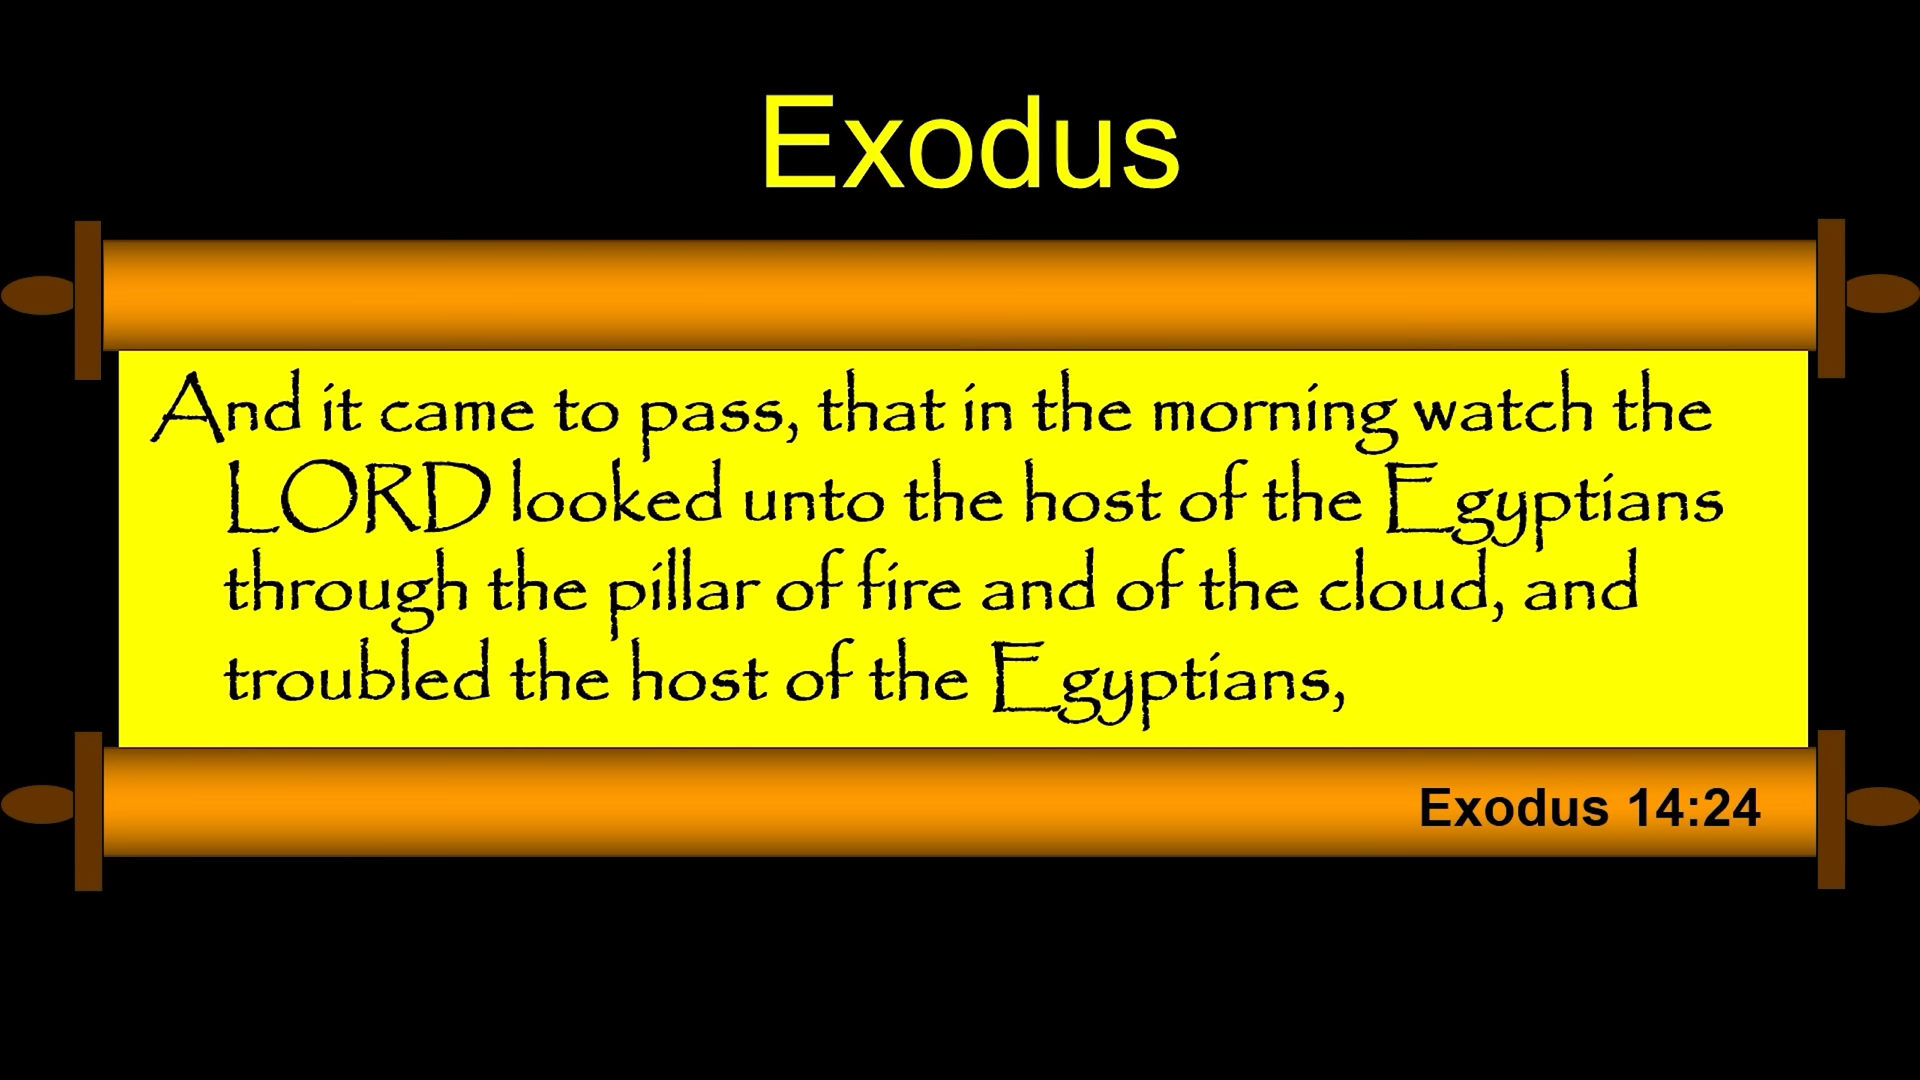 Exodus
And it came to pass, that in the morning watch the
LORD looked unto the host of the Egyptians
through the pillar of fire and of the cloud, and
troubled the host of the Egyptians,
Exodus 14:24